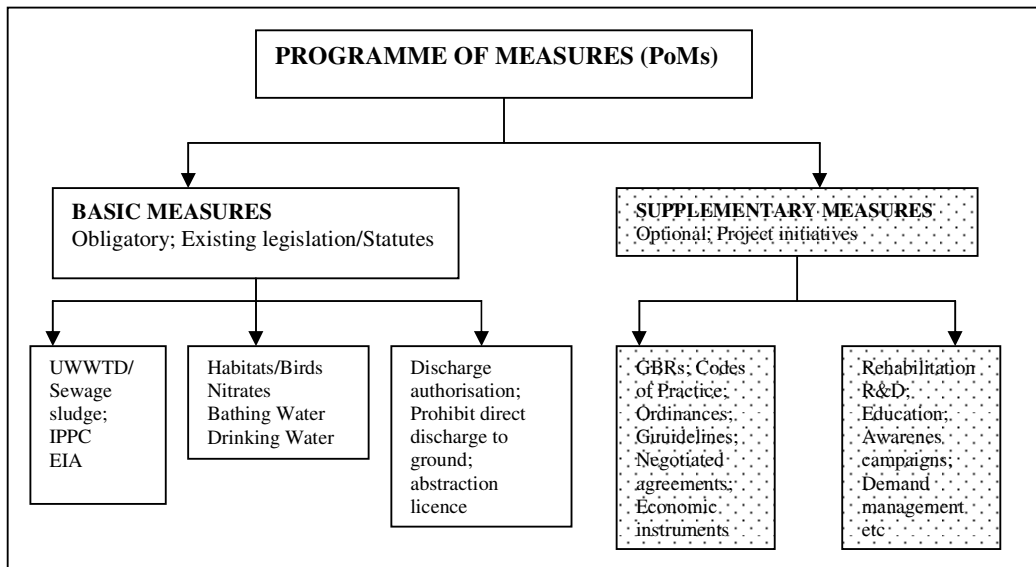 PROGRAMME OF MEASURES (PoMs)
BASIC MEASURES
Obligatory; Existing legislation/Statutes
SUPPLEMENTARY MEASURES
Optional; Project initiatives
UWWTD/
Sewage
sludge;
IPPC
EIA
Habitats/Birds
Nitrates
Bathing Water
Drinking Water
Discharge
authorisation;
Prohibit direct
discharge to
ground;
abstraction
licence
GBRs; Codes
of Practice;
Ordinances;
Guruidelines;
Negotiated
agreements;
Economic
instruments
Rehabilitation
R&D;
Education;
Awarenes
campaigns;
Demand
management
etc